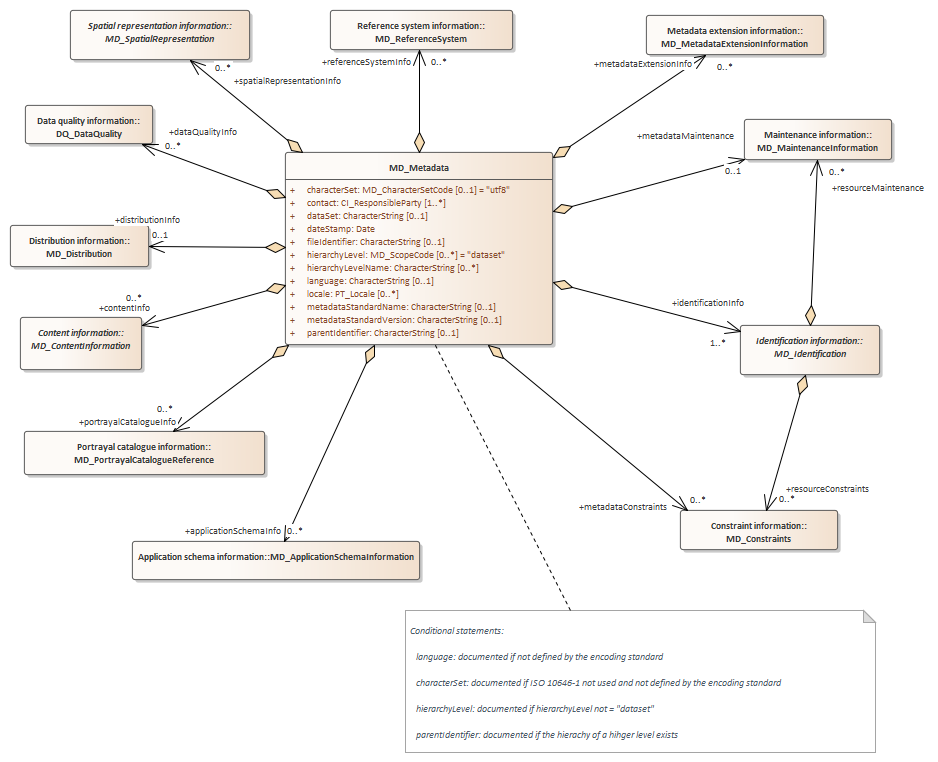 Spatial representation information::
MD_SpatialRepresentation
Reference system information::
MD_ReferenceSystem
Metadata extension information::
MD_MetadataExtensionInformation
0..*
+spatialRepresentationInfo
+referenceSystemInfo
0..*
+metadataExtensionInfo
0..*
Data quality information::
DQ_DataQuality
+dataQualityInfo
0..*
+metadataMaintenance
0..1
Maintenance information::
MD_MaintenanceInformation
0..*
+resourceMaintenance
MD_Metadata
+ characterSet: MD_CharacterSetCode [0..1] = "utf8"
+ contact: CI_ResponsibleParty [1..*]
+ dataSet: CharacterString [0..1]
+ dateStamp: Date
+ fileIdentifier: CharacterString [0..1]
+ hierarchyLevel: MD_ScopeCode [0..*] = "dataset"
+ hierarchyLevelName: CharacterString [0..*]
+ language: CharacterString [0..1]
+ locale: PT_Locale [0..*]
+ metadataStandardName: CharacterString [0..1]
+ metadataStandardVersion: CharacterString [0..1]
+ parentIdentifier: CharacterString [0..1]
+distributionInfo
0..1
Distribution information::
MD_Distribution
0..*
+contentInfo
Content information::
MD_ContentInformation
+identificationInfo
1..*
Identification information::
MD_Identification
0..*
+portrayalCatalogueInfo
Portrayal catalogue information::
MD_PortrayalCatalogueReference
+applicationSchemaInfo
0..*
Application schema information::MD_ApplicationSchemaInformation
+metadataConstraints
0..*
+resourceConstraints
0..*
Constraint information::
MD_Constraints
Conditional statements:
language: documented if not defined by the encoding standard
characterSet: documented if ISO 10646-1 not used and not defined by the encoding standard
hierarchyLevel: documented if hierarchyLevel not = "dataset"
parentIdentifier: documented if the hierachy of a hihger level exists